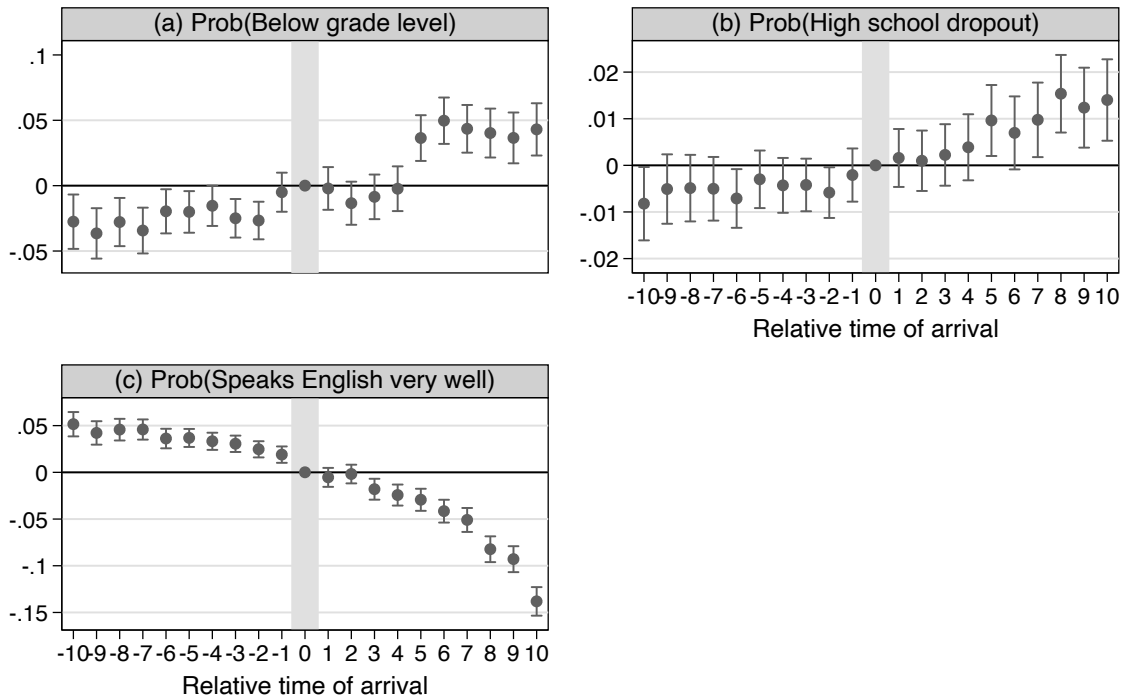 (a) Prob(Below grade level)
.1
.05
0
-.05
(b) Prob(High school dropout)
.02
.01
0
-.01
-.02
-10 -9 -8 -7 -6 -5 -4 -3 -2 -1 0 1 2 3 4 5 6 7 8 9 10
Relative time of arrival
(c) Prob(Speaks English very well)
.05
0
-.05
-.1
-.15
-10 -9 -8 -7 -6 -5 -4 -3 -2 -1 0 1 2 3 4 5 6 7 8 9 10
Relative time of arrival